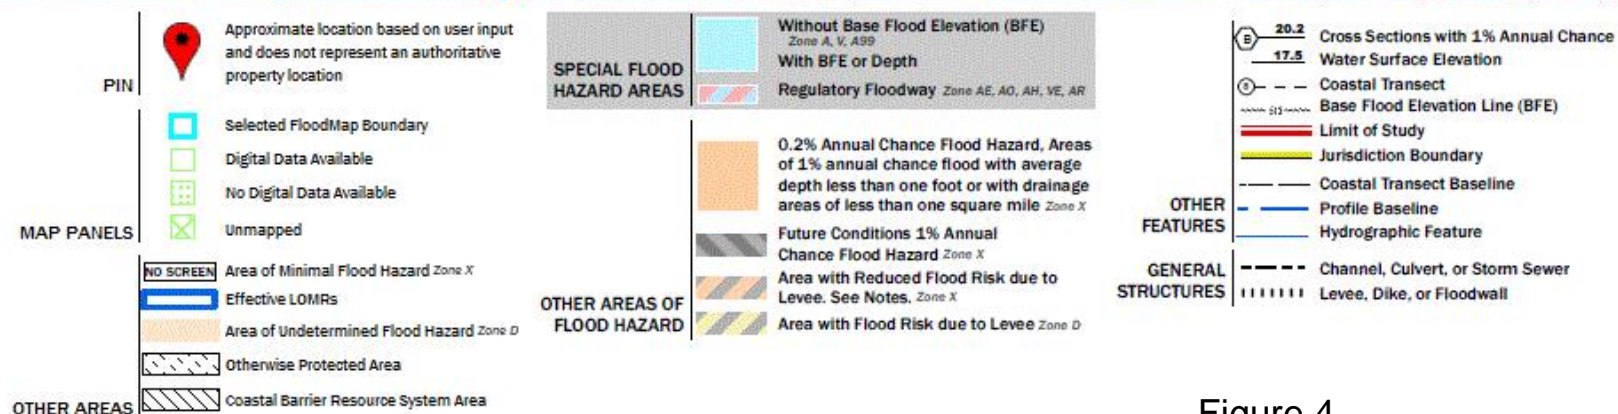 PIN
Approximate location based on user input
and does not represent an authoritative
property location
MAP PANELS
Selected FloodMap Boundary
Digital Data Available
No Digital Data Available
Unmapped
OTHER AREAS
NO SCREEN Area of Minimal Flood Hazard Zone X
Effective LOMRs
Area of Undetermined Flood Hazard Zone D
Otherwise Protected Area
Coastal Barrier Resource System Area
SPECIAL FLOOD
HAZARD AREAS
Without Base Flood Elevation (BFE)
Zone A, V, A99
With BFE or Depth
Regulatory Floodway Zone AE, AO, AH, VE, AR
OTHER AREAS OF
FLOOD HAZARD
0.2% Annual Chance Flood Hazard, Areas
of 1% annual chance flood with average
depth less than one foot or with drainage
areas of less than one square mile Zone X
Future Conditions 1% Annual
Chance Flood Hazard Zone X
Area with Reduced Flood Risk due to
Levee. See Notes. Zone X
Area with Flood Risk due to Levee Zone D
OTHER
FEATURES
B 20.2 Cross Sections with 1% Annual Chance
17.5 Water Surface Elevation
8 Coastal Transect
513 Base Flood Elevation Line (BFE)
Limit of Study
Jurisdiction Boundary
Coastal Transect Baseline
Profile Baseline
Hydrographic Feature
GENERAL
STRUCTURES
Channel, Culvert, or Storm Sewer
Levee, Dike, or Floodwall
Figure 4